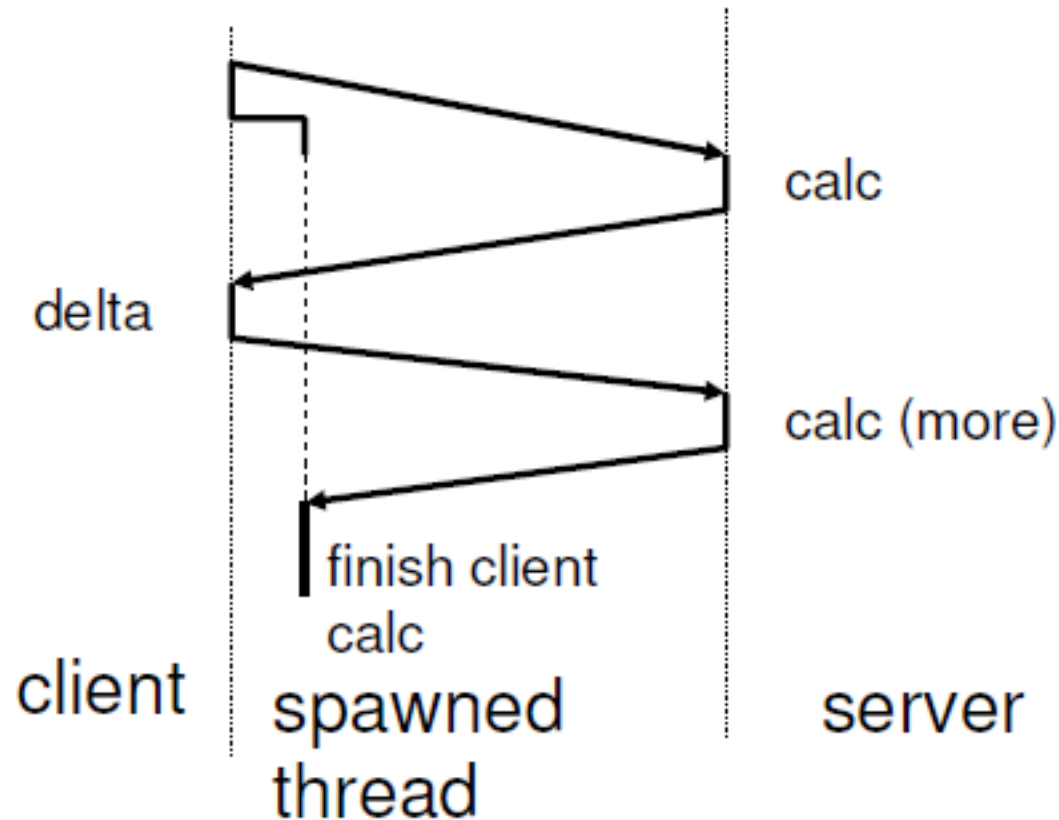 calc
delta
calc (more)
finish client
calc
client
spawned
thread
server